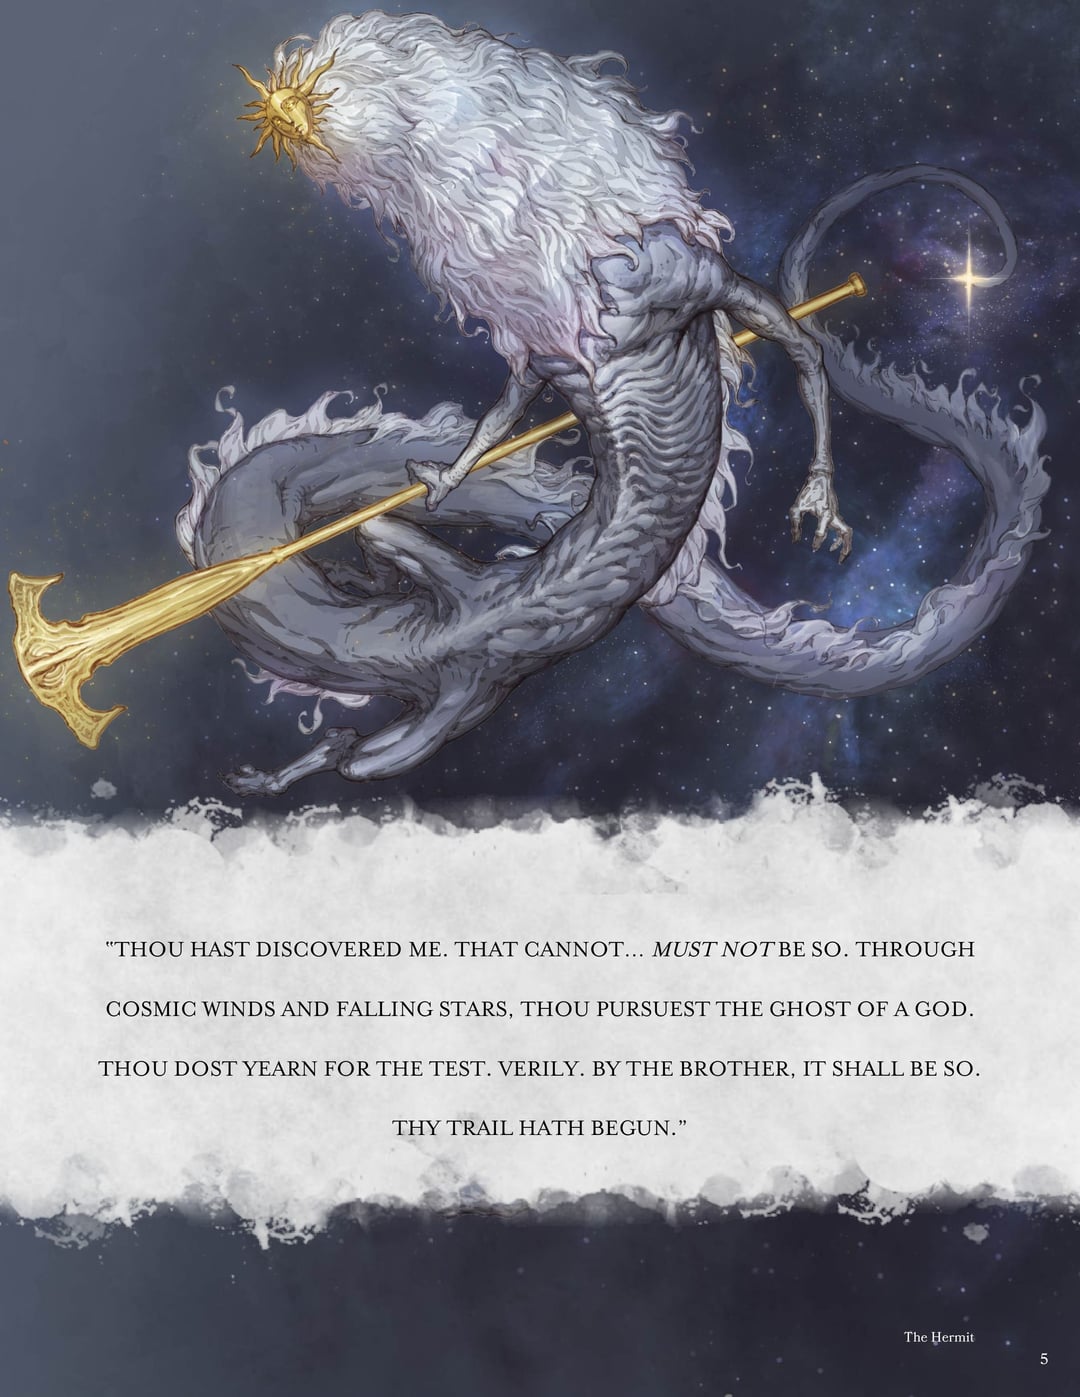 "THOU HAST DISCOVERED ME. THAT CANNOT... MUST NOT BE SO. THROUGH
COSMIC WINDS AND FALLING STARS, THOU PURSUEST THE GHOST OF A GOD.
THOU DOST YEARN FOR THE TEST. VERILY. BY THE BROTHER, IT SHALL BE SO.
THY TRAIL HATH BEGUN.”
The Hermit
5